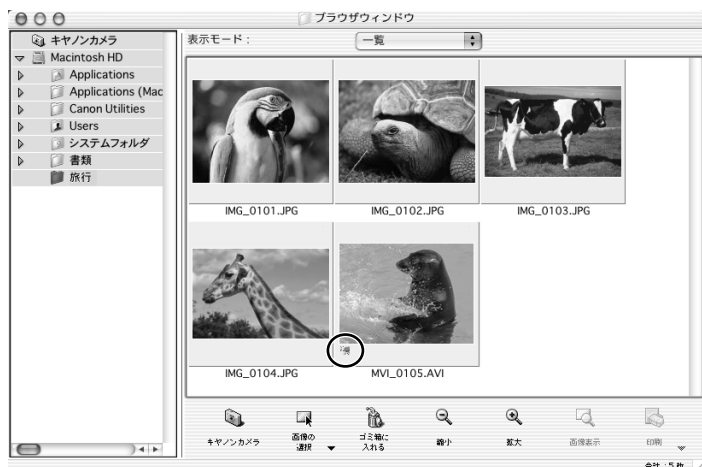 ブラウザウィンドウ
キヤノンカメラ
Macintosh HD
Applications
Applications (Mac
Canon Utilities
Users
システムフォルダ
書類
旅行
表示モード：
一覧
IMG_0101.JPG
IMG_0102.JPG
IMG_0103.JPG
IMG_0104.JPG
MVI_0105.AVI
キヤノンカメラ
画像の
選択
ゴミ箱に
入れる
縮小
拡大
画像表示
印刷
合計：5 枚